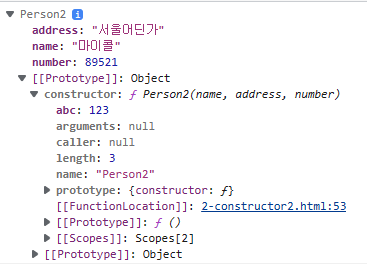 ▼ Person2 i
address: "서울어딘가"
name: "마이콜"
number: 89521
▼ [[Prototype]]: Object
▼ constructor: ƒ Person2(name, address, number)
abc: 123
arguments: null
caller: null
length: 3
name: "Person2"
▶ prototype: {constructor: ƒ}
[[FunctionLocation]]: 2-constructor2.html:53
▶ [[Prototype]]: ƒ ()
▶ [[Scopes]]: Scopes[2]
▶ [[Prototype]]: Object